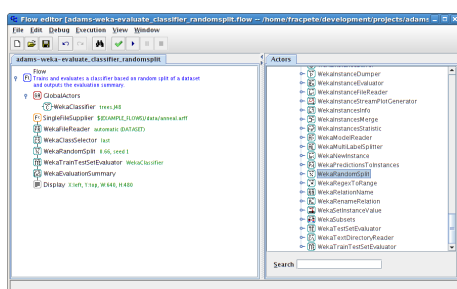 Flow editor [adams-weka-evaluate_classifier_randomsplit.flow — /home/fracpete/development/projects/adams
File Edit Debug Execution View Window
adams-weka-evaluate_classifier_randomsplit
Flow
Trains and evaluates a classifier based on random split of a dataset
and outputs the evaluation summary.
GlobalActors
WekaClassifier trees.J48
SingleFileSupplier ${EXAMPLE_FLOWS}/data/anneal.arff
WekaFileReader automatic (DATASET)
WekaClassSelector last
WekaRandomSplit 0.66, seed:1
WekaTrainTestSetEvaluator WekaClassifier
WekaEvaluationSummary
Display X:left, Y:top, W:640, H:480
Actors
WekaInstanceDumper
WekaInstanceEvaluator
WekaInstanceFileReader
WekaInstanceStreamPlotGenerator
WekaInstancesInfo
WekaInstancesMerge
WekaInstancesStatistic
WekaModelReader
WekaMultiLabelSplitter
WekaNewInstance
WekaPredictionsToInstances
WekaRandomSplit
WekaRegexToRange
WekaRelationName
WekaRenameRelation
WekaSetInstanceValue
WekaSubsets
WekaTestSetEvaluator
WekaTextDirectoryReader
WekaTrainTestSetEvaluator
Search